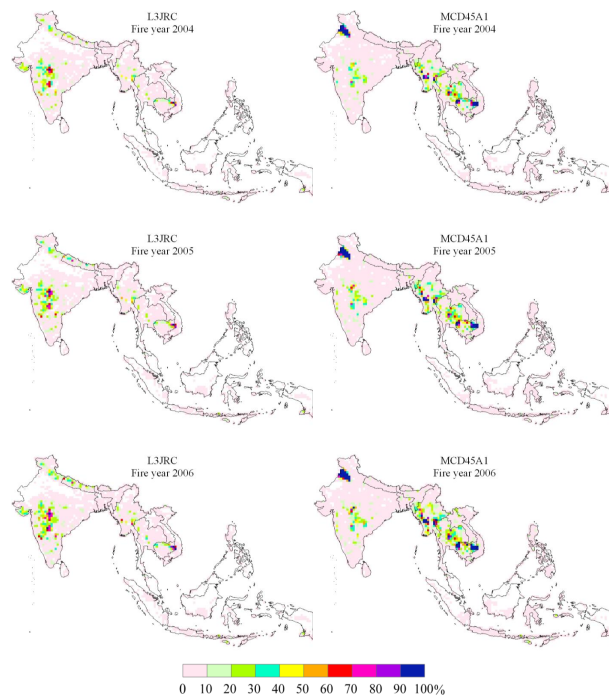 L3JRC
Fire year 2004
MCD45A1
Fire year 2004
L3JRC
Fire year 2005
MCD45A1
Fire year 2005
L3JRC
Fire year 2006
MCD45A1
Fire year 2006
0 10 20 30 40 50 60 70 80 90 100%